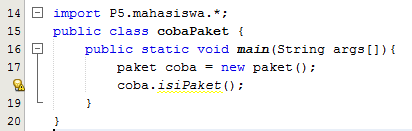 14 import P5.mahasiswa.*;
15 public class cobaPaket {
16 public static void main(String args[]){
17 paket coba = new paket();
coba.isiPaket();
19 }
20 }